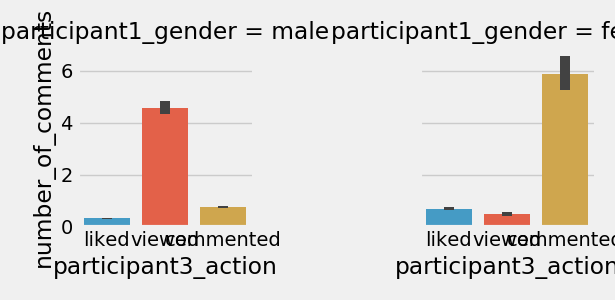 participant1_gender = male
participant1_gender = fe
number_of_comments
6
4
2
0
liked viewed commented
liked viewed commented
participant3_action
participant3_action